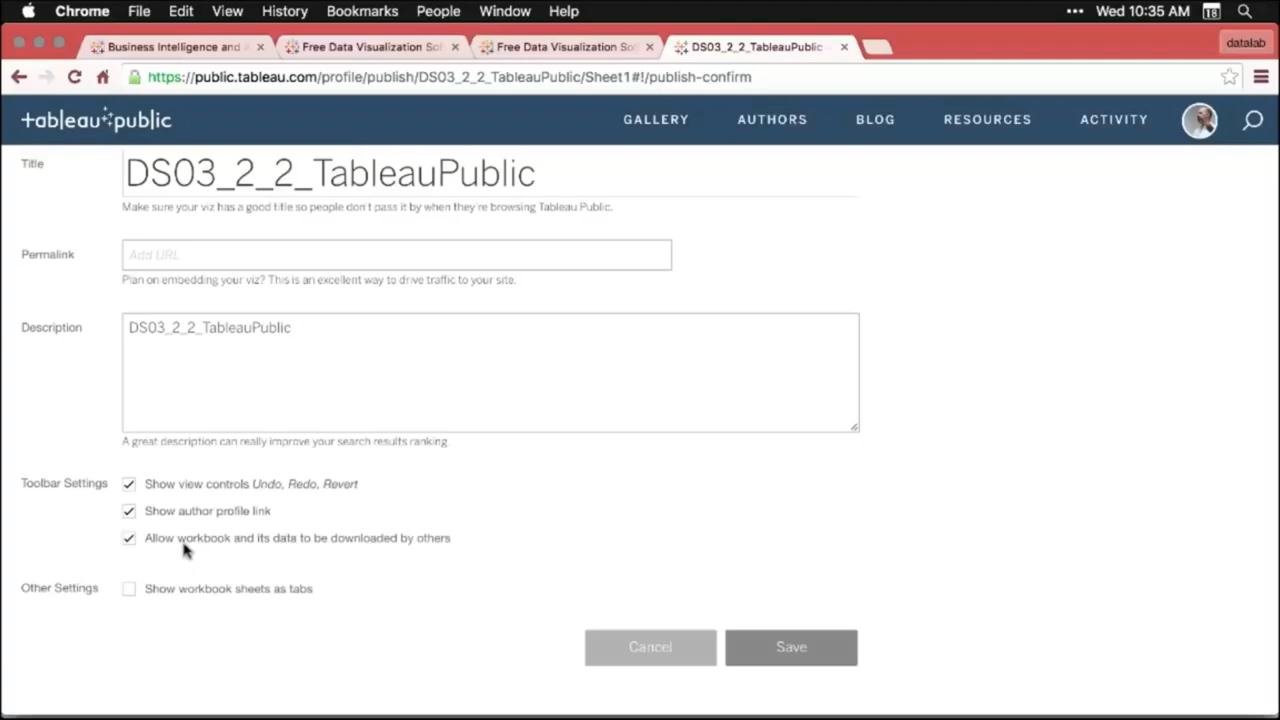 Chrome File Edit View History Bookmarks People Window Help ••• Wed 10:35 AM 18
Business Intelligence and × Free Data Visualization Sof × Free Data Visualization Sof × DS03_2_2_TableauPublic × datalab
https://public.tableau.com/profile/publish/DS03_2_2_TableauPublic/Sheet1#!/publish-confirm
+ableau public GALLERY AUTHORS BLOG RESOURCES ACTIVITY
Title DS03_2_2_TableauPublic
Make sure your viz has a good title so people don't pass it by when they're browsing Tableau Public.
Permalink Add URL
Plan on embedding your viz? This is an excellent way to drive traffic to your site.
Description DS03_2_2_TableauPublic
A great description can really improve your search results ranking.
Toolbar Settings Show view controls Undo, Redo, Revert
Show author profile link
Allow workbook and its data to be downloaded by others
Other Settings Show workbook sheets as tabs
Cancel Save